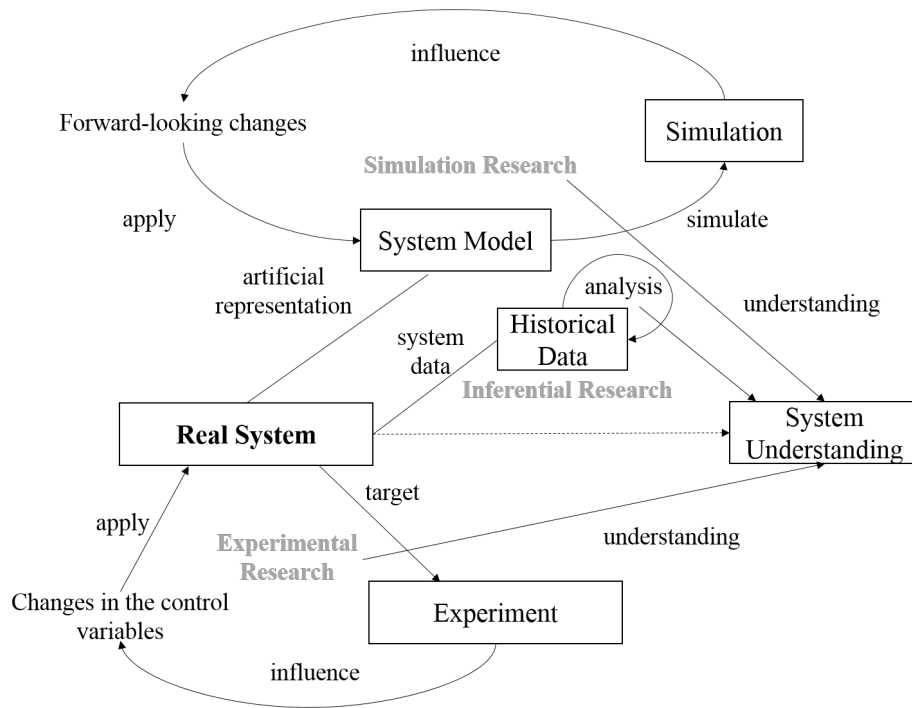 influence
Forward-looking changes
Simulation
Simulation Research
apply
simulate
System Model
artificial
representation
analysis
understanding
Historical
Data
system
data
Inferential Research
Real System
System
Understanding
target
apply
Experimental
Research
understanding
Changes in the control
variables
Experiment
influence